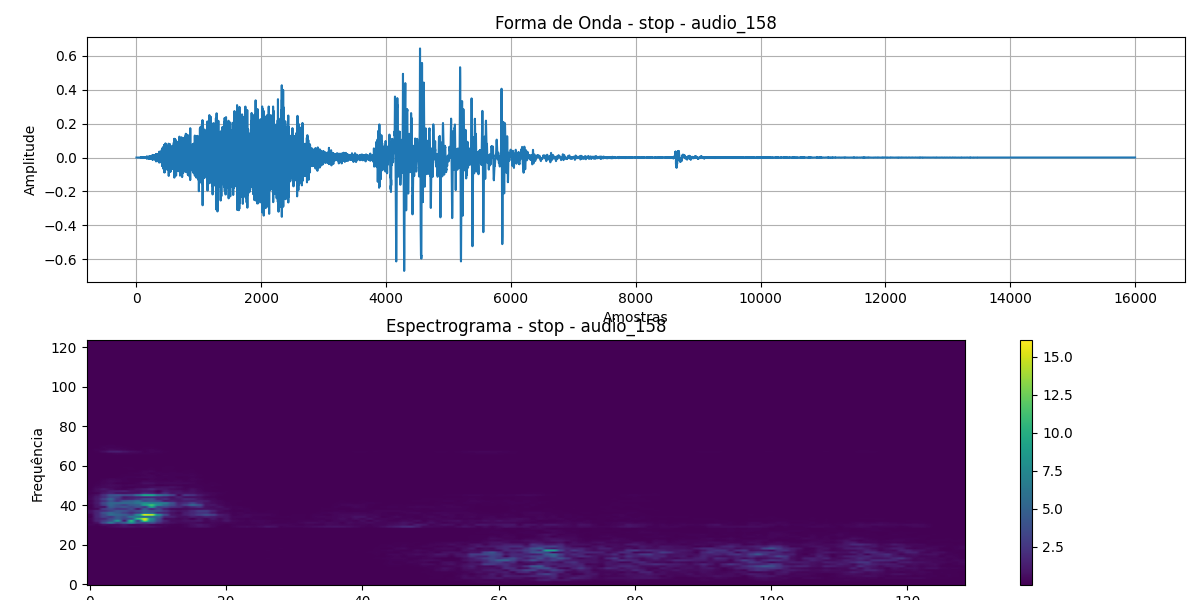 Forma de Onda - stop - audio_158
0.6
0.4
0.2
0.0
−0.2
−0.4
−0.6
Amplitude
0 2000 4000 6000 8000 10000 12000 14000 16000
Amostras
Espectrograma - stop - audio_158
120
100
80
60
40
20
0
Frequência
0 20 40 60 80 100 120
15.0
12.5
10.0
7.5
5.0
2.5